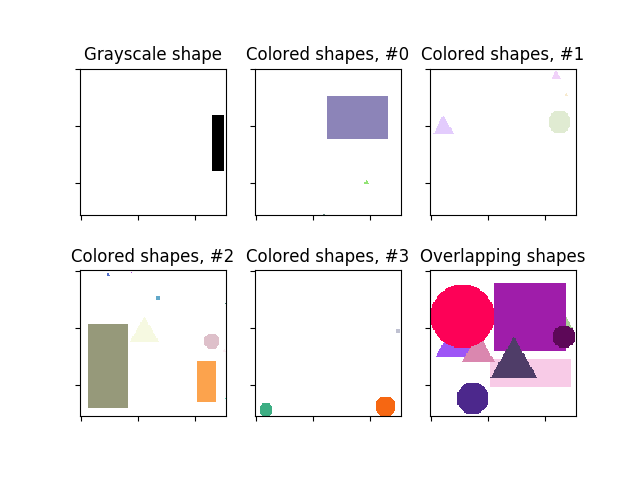 Grayscale shape
Colored shapes, #0
Colored shapes, #1
Colored shapes, #2
Colored shapes, #3
Overlapping shapes